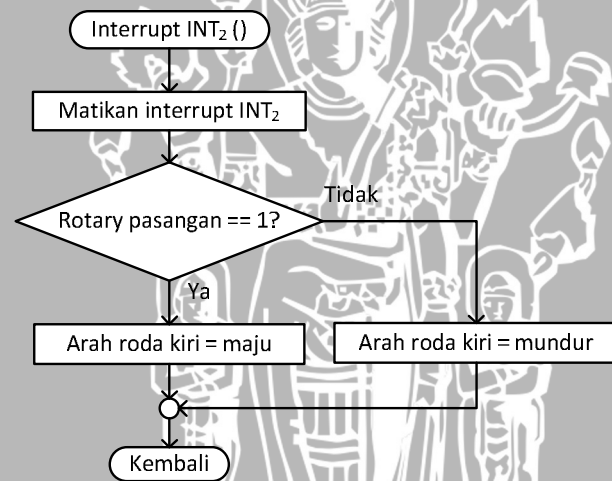 Interrupt INT₂ ()
Matikan interrupt INT₂
Tidak
Rotary pasangan == 1?
Ya
Arah roda kiri = maju
Arah roda kiri = mundur
Kembali